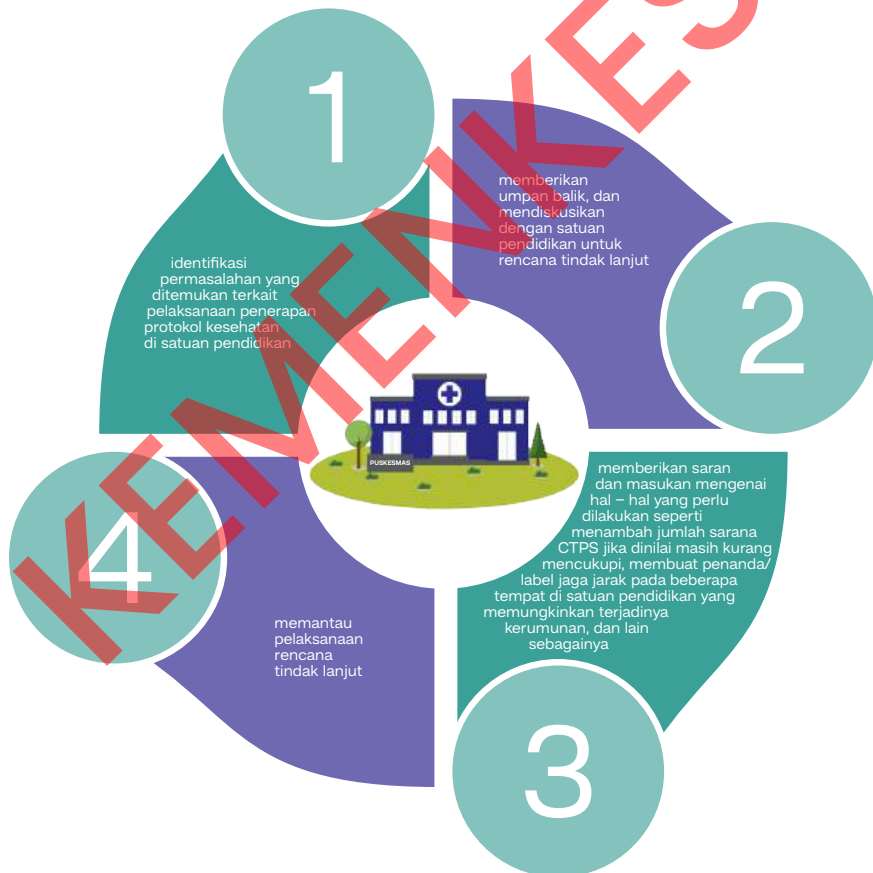 1
identifikasi
permasalahan yang
ditemukan terkait
pelaksanaan penerapan
protokol kesehatan
di satuan pendidikan
2
memberikan
umpan balik, dan
mendiskusikan
dengan satuan
pendidikan untuk
rencana tindak lanjut
3
memberikan saran
dan masukan mengenai
hal – hal yang perlu
dilakukan seperti
menambah jumlah sarana
CTPS jika dinilai masih kurang
mencukupi, membuat penanda/
label jaga jarak pada beberapa
tempat di satuan pendidikan yang
memungkinkan terjadinya
kerumunan, dan lain
sebagainya
4
memantau
pelaksanaan
rencana
tindak lanjut
PUSKESMAS
KEMENKES